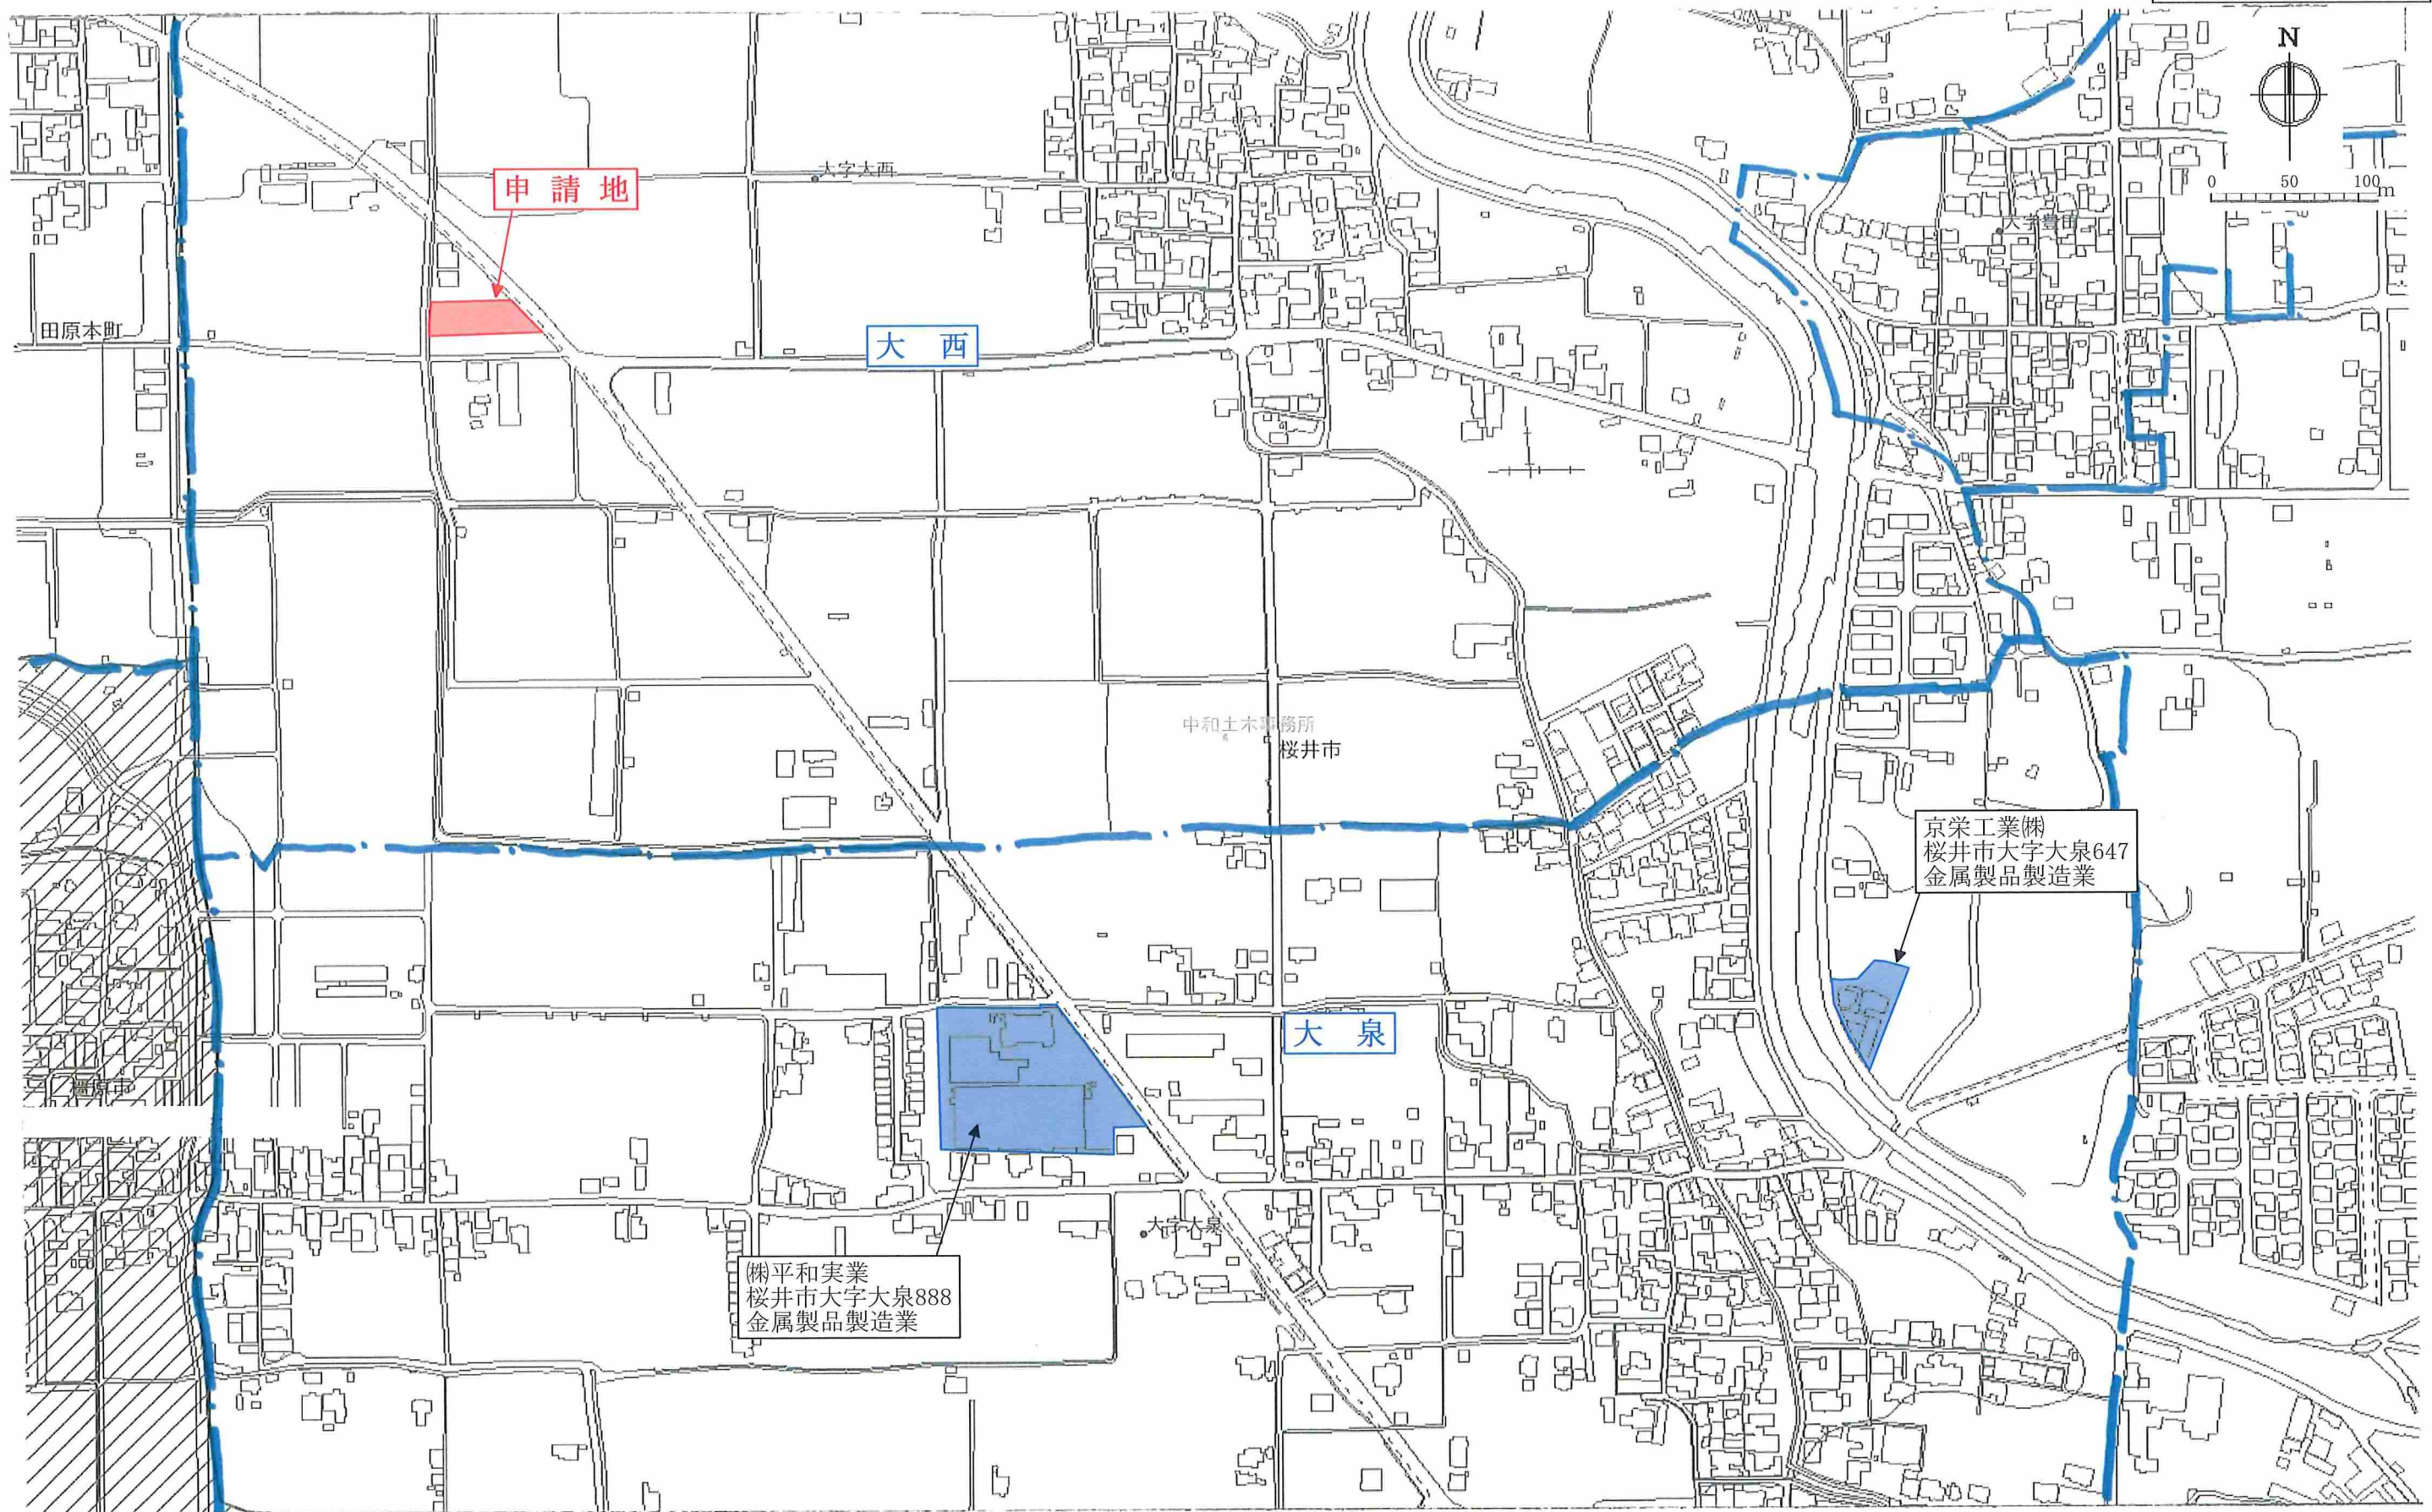 N
0 50 100m
大字大西
申請地
大字豊田
田原本町
大西
中和土木事務所
桜井市
京栄工業㈱
桜井市大字大泉647
金属製品製造業
大泉
橿原市
大字大泉
㈱平和実業
桜井市大字大泉888
金属製品製造業